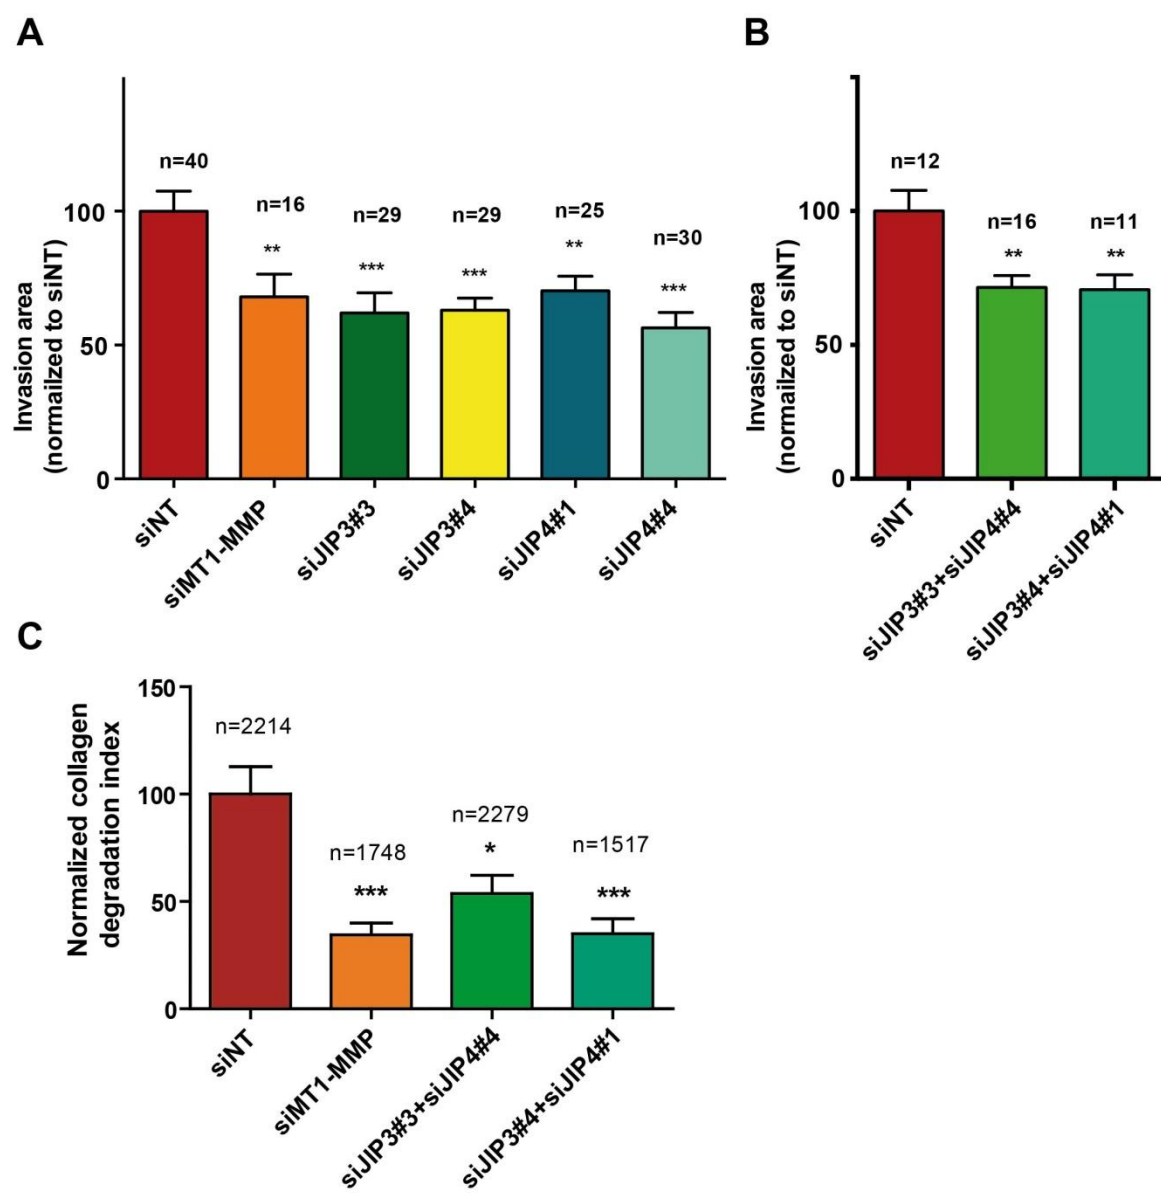 A
Invasion area
(normailzed to siNT)
100
50
0
n=40
n=16
**
n=29
***
n=29
***
n=25
**
n=30
***
siNT
siMT1-MMP
siJIP3#3
siJIP3#4
siJIP4#1
siJIP4#4
B
Invasion area
(normailzed to siNT)
100
50
0
n=12
n=16
**
n=11
**
siNT
siJIP3#3+siJIP4#4
siJIP3#4+siJIP4#1
C
Normalized collagen
degradation index
150
100
50
0
n=2214
n=1748
***
n=2279
*
n=1517
***
siNT
siMT1-MMP
siJIP3#3+siJIP4#4
siJIP3#4+siJIP4#1